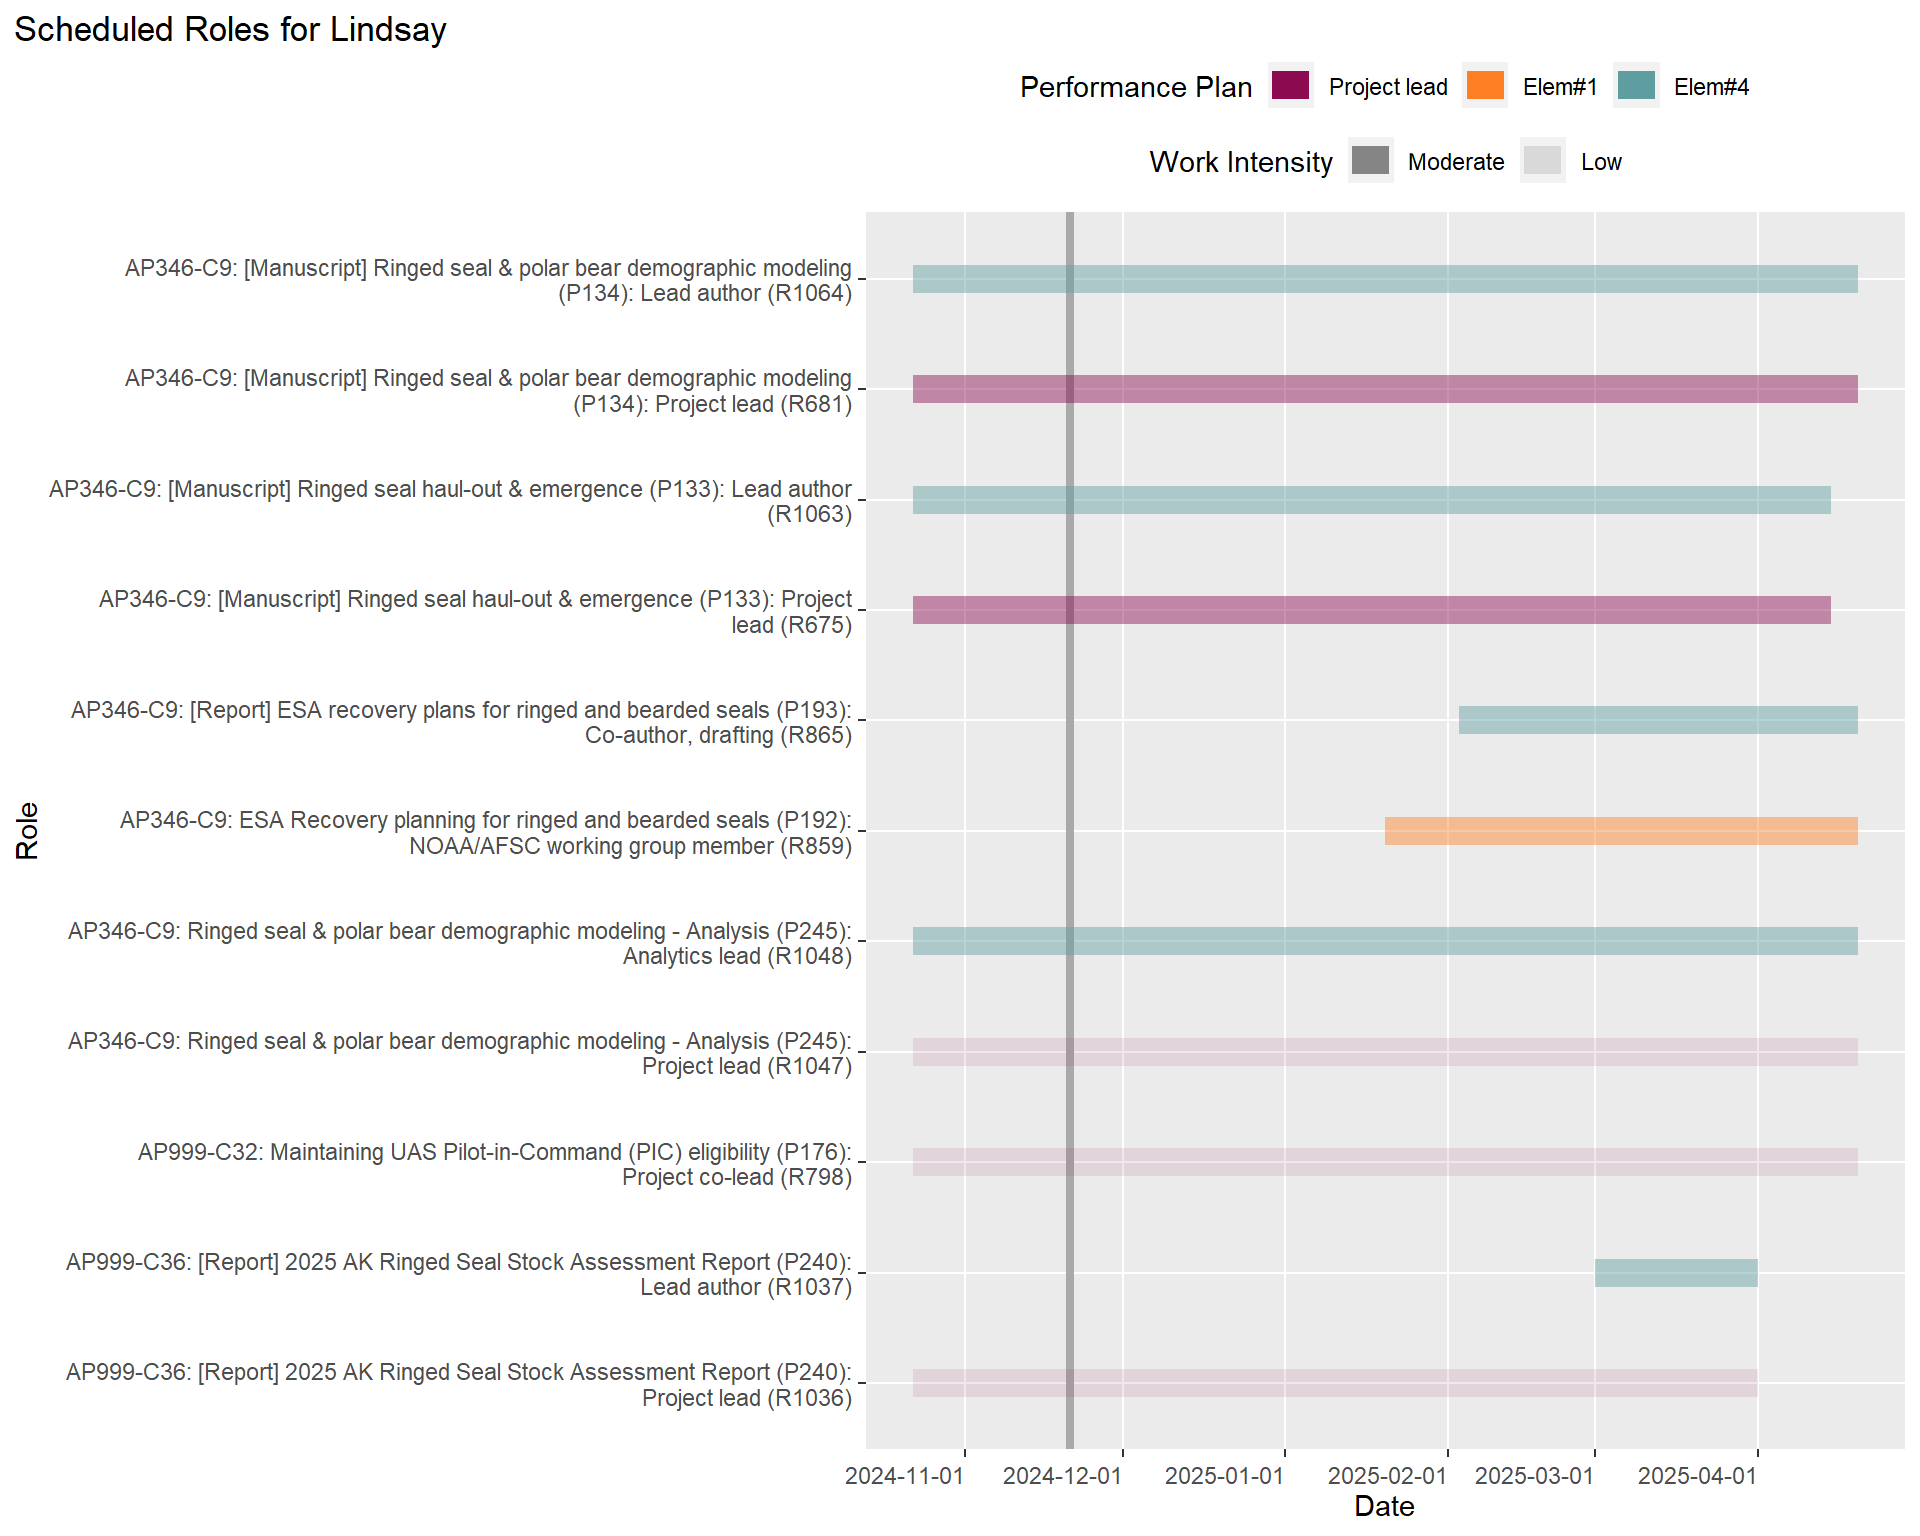 Scheduled Roles for Lindsay
Performance Plan Project lead Elem#1 Elem#4
Work Intensity Moderate Low
AP346-C9: [Manuscript] Ringed seal & polar bear demographic modeling
(P134): Lead author (R1064)
AP346-C9: [Manuscript] Ringed seal & polar bear demographic modeling
(P134): Project lead (R681)
AP346-C9: [Manuscript] Ringed seal haul-out & emergence (P133): Lead author
(R1063)
AP346-C9: [Manuscript] Ringed seal haul-out & emergence (P133): Project
lead (R675)
AP346-C9: [Report] ESA recovery plans for ringed and bearded seals (P193):
Co-author, drafting (R865)
AP346-C9: ESA Recovery planning for ringed and bearded seals (P192):
NOAA/AFSC working group member (R859)
AP346-C9: Ringed seal & polar bear demographic modeling - Analysis (P245):
Analytics lead (R1048)
AP346-C9: Ringed seal & polar bear demographic modeling - Analysis (P245):
Project lead (R1047)
AP999-C32: Maintaining UAS Pilot-in-Command (PIC) eligibility (P176):
Project co-lead (R798)
AP999-C36: [Report] 2025 AK Ringed Seal Stock Assessment Report (P240):
Lead author (R1037)
AP999-C36: [Report] 2025 AK Ringed Seal Stock Assessment Report (P240):
Project lead (R1036)
Role
2024-11-01 2024-12-01 2025-01-01 2025-02-01 2025-03-01 2025-04-01
Date